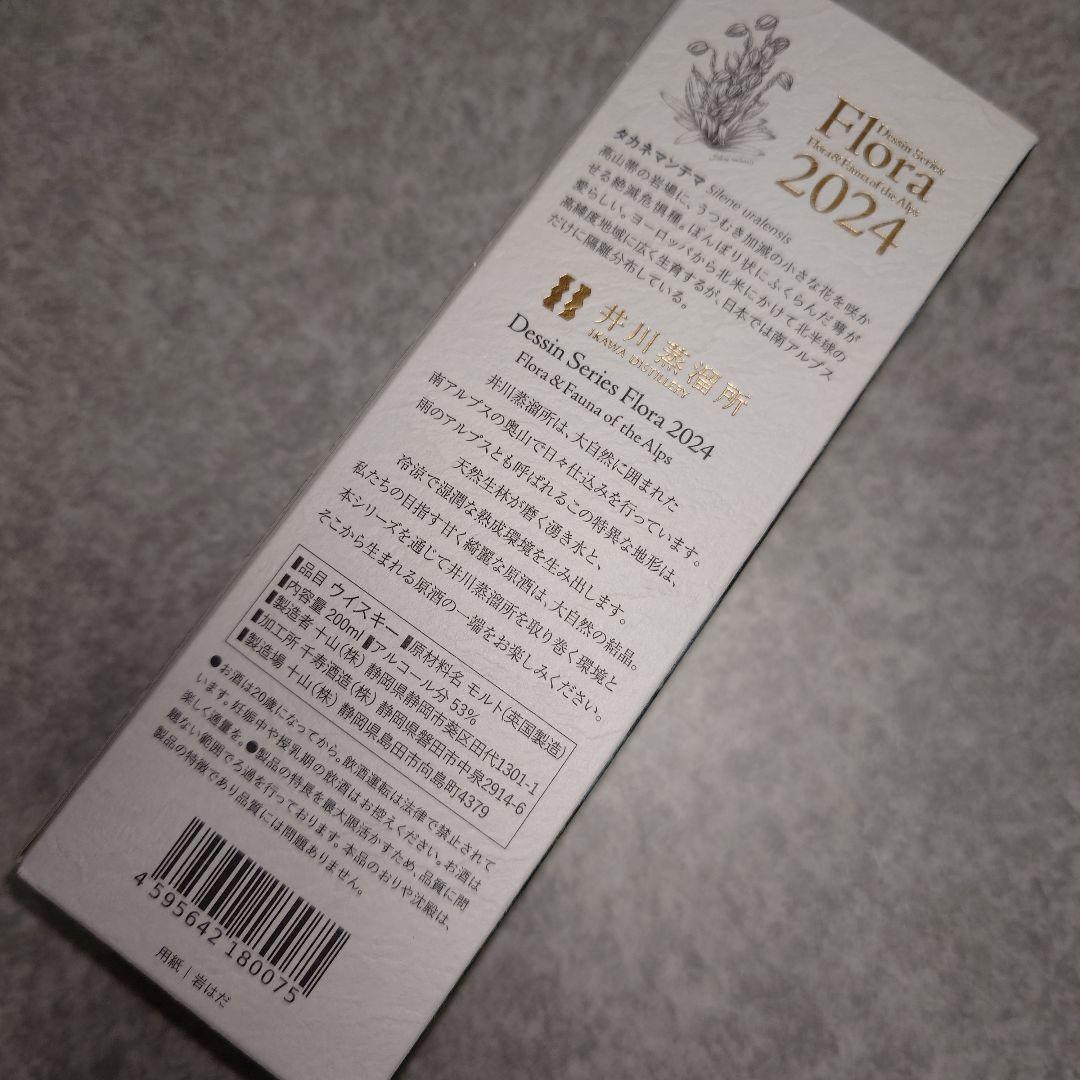 Dessin Series
Flora
Flora & Fauna of the Alps
2024
タカネマンテマ Silene uralensis
高山帯の岩場に、うつむき加減の小さな花を咲か
せる絶滅危惧種。ぼんぼり状にふくらんだ萼が
愛らしい。ヨーロッパから北米にかけて北半球の
高緯度地域に広く生育するが、日本では南アルプス
だけに隔離分布している。
井川蒸溜所
IKAWA DISTILLERY
Dessin Series Flora 2024
Flora & Fauna of the Alps
井川蒸溜所は、大自然に囲まれた
南アルプスの奥山で日々仕込みを行っています。
雨のアルプスとも呼ばれるこの特異な地形は、
天然生林が磨く湧き水と、
冷涼で湿潤な熟成環境を生み出します。
私たちの目指す甘く綺麗な原酒は、大自然の結晶。
本シリーズを通じて井川蒸溜所を取り巻く環境と
そこから生まれる原酒の一端をお楽しみください。
▮品目 ウイスキー ▮原材料名 モルト(英国製造)
▮内容量 200ml ▮アルコール分 53%
▮製造者 十山(株) 静岡県静岡市葵区田代1301-1
▮加工所 千寿酒造(株) 静岡県磐田市中泉2914-6
▮製造場 十山(株) 静岡県島田市向島町4379
●お酒は20歳になってから。飲酒運転は法律で禁止されて
います。妊娠中や授乳期の飲酒はお控えください。お酒は
楽しく適量を。●製品の特長を最大限活かすため、品質に問
題ない範囲でろ過を行っております。本品のおりや沈殿は、
製品の特徴であり品質には問題ありません。
4 595642 180075
用紙 | 岩はだ